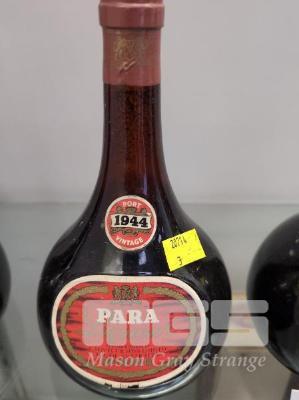 PORT
1944
VINTAGE
20714
3
PARA
MGS
Mason Gray Strange